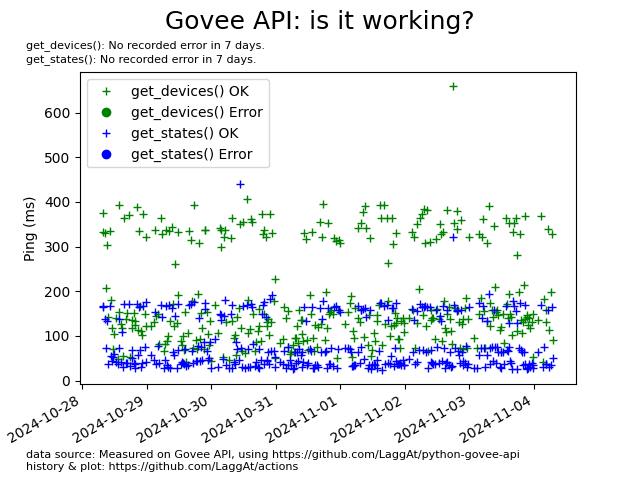 Govee API: is it working?
get_devices(): No recorded error in 7 days.
get_states(): No recorded error in 7 days.
get_devices() OK
get_devices() Error
get_states() OK
get_states() Error
Ping (ms)
600
500
400
300
200
100
0
2024-10-28
2024-10-29
2024-10-30
2024-10-31
2024-11-01
2024-11-02
2024-11-03
2024-11-04
data source: Measured on Govee API, using https://github.com/LaggAt/python-govee-api
history & plot: https://github.com/LaggAt/actions